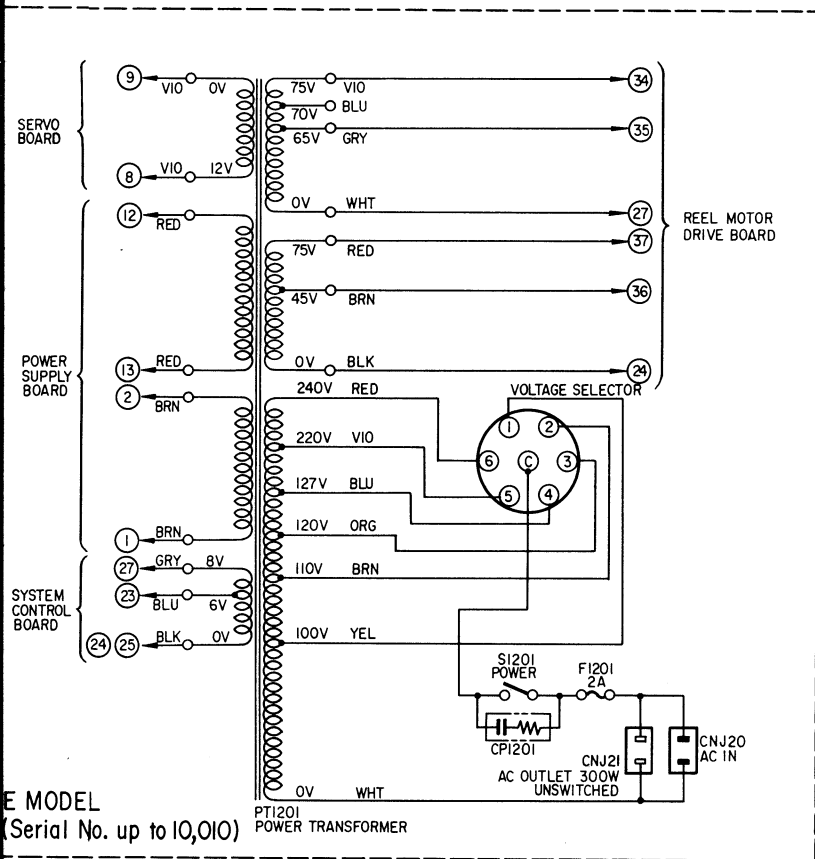 9
VIO
0V
SERVO
BOARD
8
VIO
12V
12
RED
POWER
SUPPLY
BOARD
13
RED
2
BRN
1
BRN
27
GRY
8V
SYSTEM
CONTROL
BOARD
23
BLU
6V
24
25
BLK
0V
75V
VIO
34
70V
BLU
65V
GRY
35
0V
WHT
27
REEL MOTOR
DRIVE BOARD
75V
RED
37
45V
BRN
36
0V
BLK
24
240V
RED
VOLTAGE SELECTOR
1
2
220V
VIO
6
C
3
127V
BLU
5
4
120V
ORG
110V
BRN
100V
YEL
S1201
POWER
F1201
2A
CP1201
CNJ21
AC OUTLET 300W
UNSWITCHED
CNJ20
AC IN
0V
WHT
PT1201
POWER TRANSFORMER
E MODEL
(Serial No. up to 10,010)